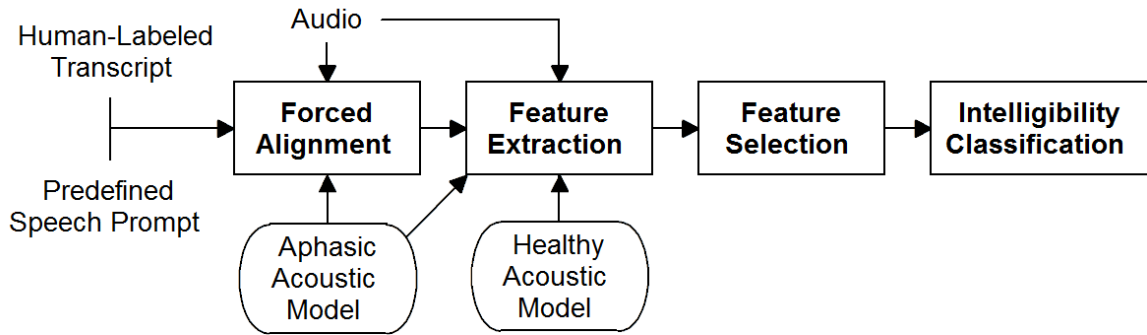 Audio
Human-Labeled
Transcript
Forced
Alignment
Feature
Extraction
Feature
Selection
Intelligibility
Classification
Predefined
Speech Prompt
Aphasic
Acoustic
Model
Healthy
Acoustic
Model